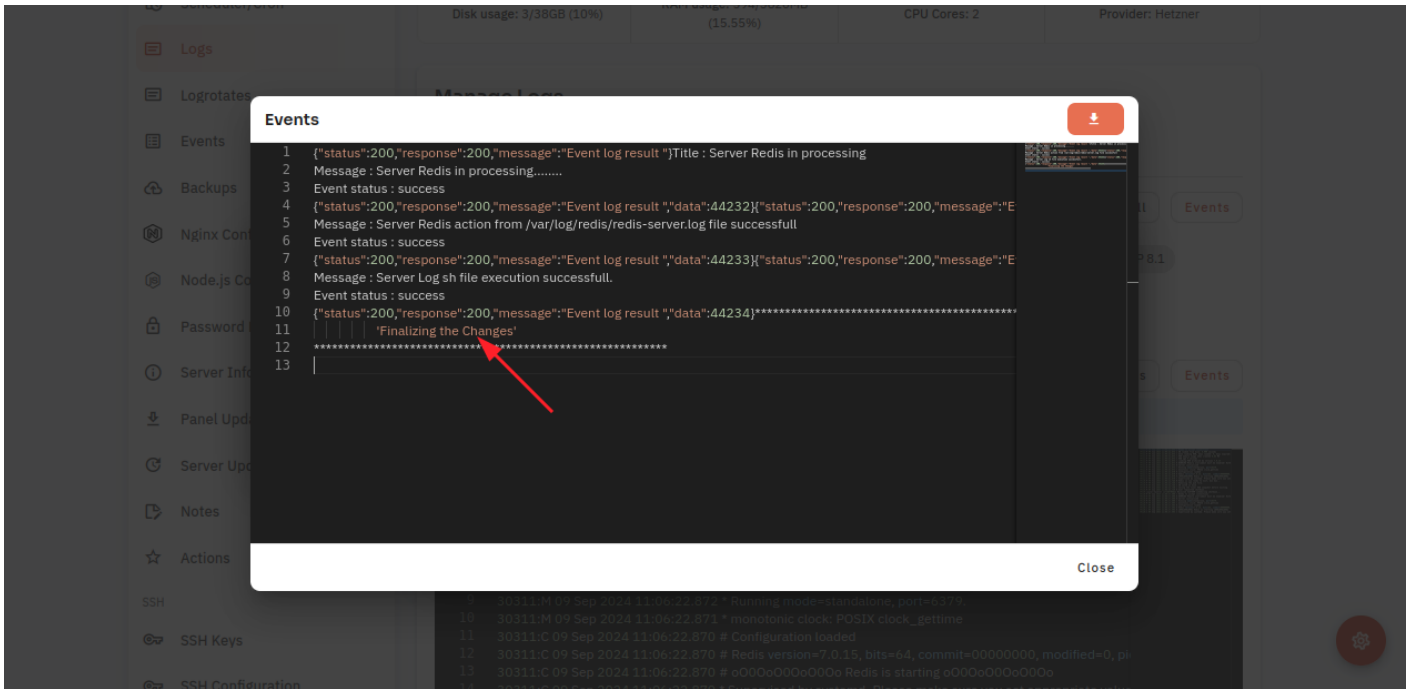 Disk usage: 3/38GB (10%)
(15.55%)
CPU Cores: 2
Provider: Hetzner
Logs
Logrotates
Events
Backups
Nginx Con
Node.js Co
Password
Server Inf
Panel Upd
Server Upd
Notes
Actions
SSH
SSH Keys
SSH Configuration
Manage Logs
Events
1 {"status":200,"response":200,"message":"Event log result "}Title : Server Redis in processing
2 Message : Server Redis in processing........
3 Event status : success
4 {"status":200,"response":200,"message":"Event log result ","data":44232}{"status":200,"response":200,"message":"E
5 Message : Server Redis action from /var/log/redis/redis-server.log file successfull
6 Event status : success
7 {"status":200,"response":200,"message":"Event log result ","data":44233}{"status":200,"response":200,"message":"E
8 Message : Server Log sh file execution successfull.
9 Event status : success
10 {"status":200,"response":200,"message":"Event log result ","data":44234}********************************************
11 'Finalizing the Changes'
12 ***********************************************************
13
Close
Events
8.1
Events
9 30311:M 09 Sep 2024 11:06:22.872 * Running mode=standalone, port=6379.
10 30311:M 09 Sep 2024 11:06:22.871 * monotonic clock: POSIX clock_gettime
11 30311:C 09 Sep 2024 11:06:22.870 # Configuration loaded
12 30311:C 09 Sep 2024 11:06:22.870 # Redis version=7.0.15, bits=64, commit=00000000, modified=0, pi
13 30311:C 09 Sep 2024 11:06:22.870 # oO0OoO0OoO0Oo Redis is starting oO0OoO0OoO0Oo